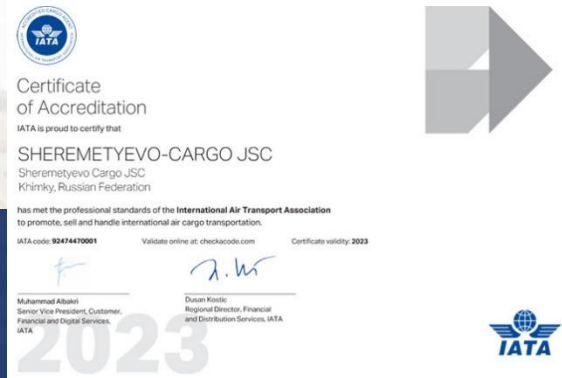 ACCREDITED CARGO AGENT
IATA
Certificate
of Accreditation
IATA is proud to certify that
SHEREMETYEVO-CARGO JSC
Sheremetyevo Cargo JSC
Khimky, Russian Federation
has met the professional standards of the International Air Transport Association
to promote, sell and handle international air cargo transportation.
IATA code: 92474470001 Validate online at: checkacode.com Certificate validity: 2023
Muhammad Albakri
Senior Vice President, Customer,
Financial and Digital Services,
IATA
Dusan Kostic
Regional Director, Financial
and Distribution Services, IATA
2023
IATA